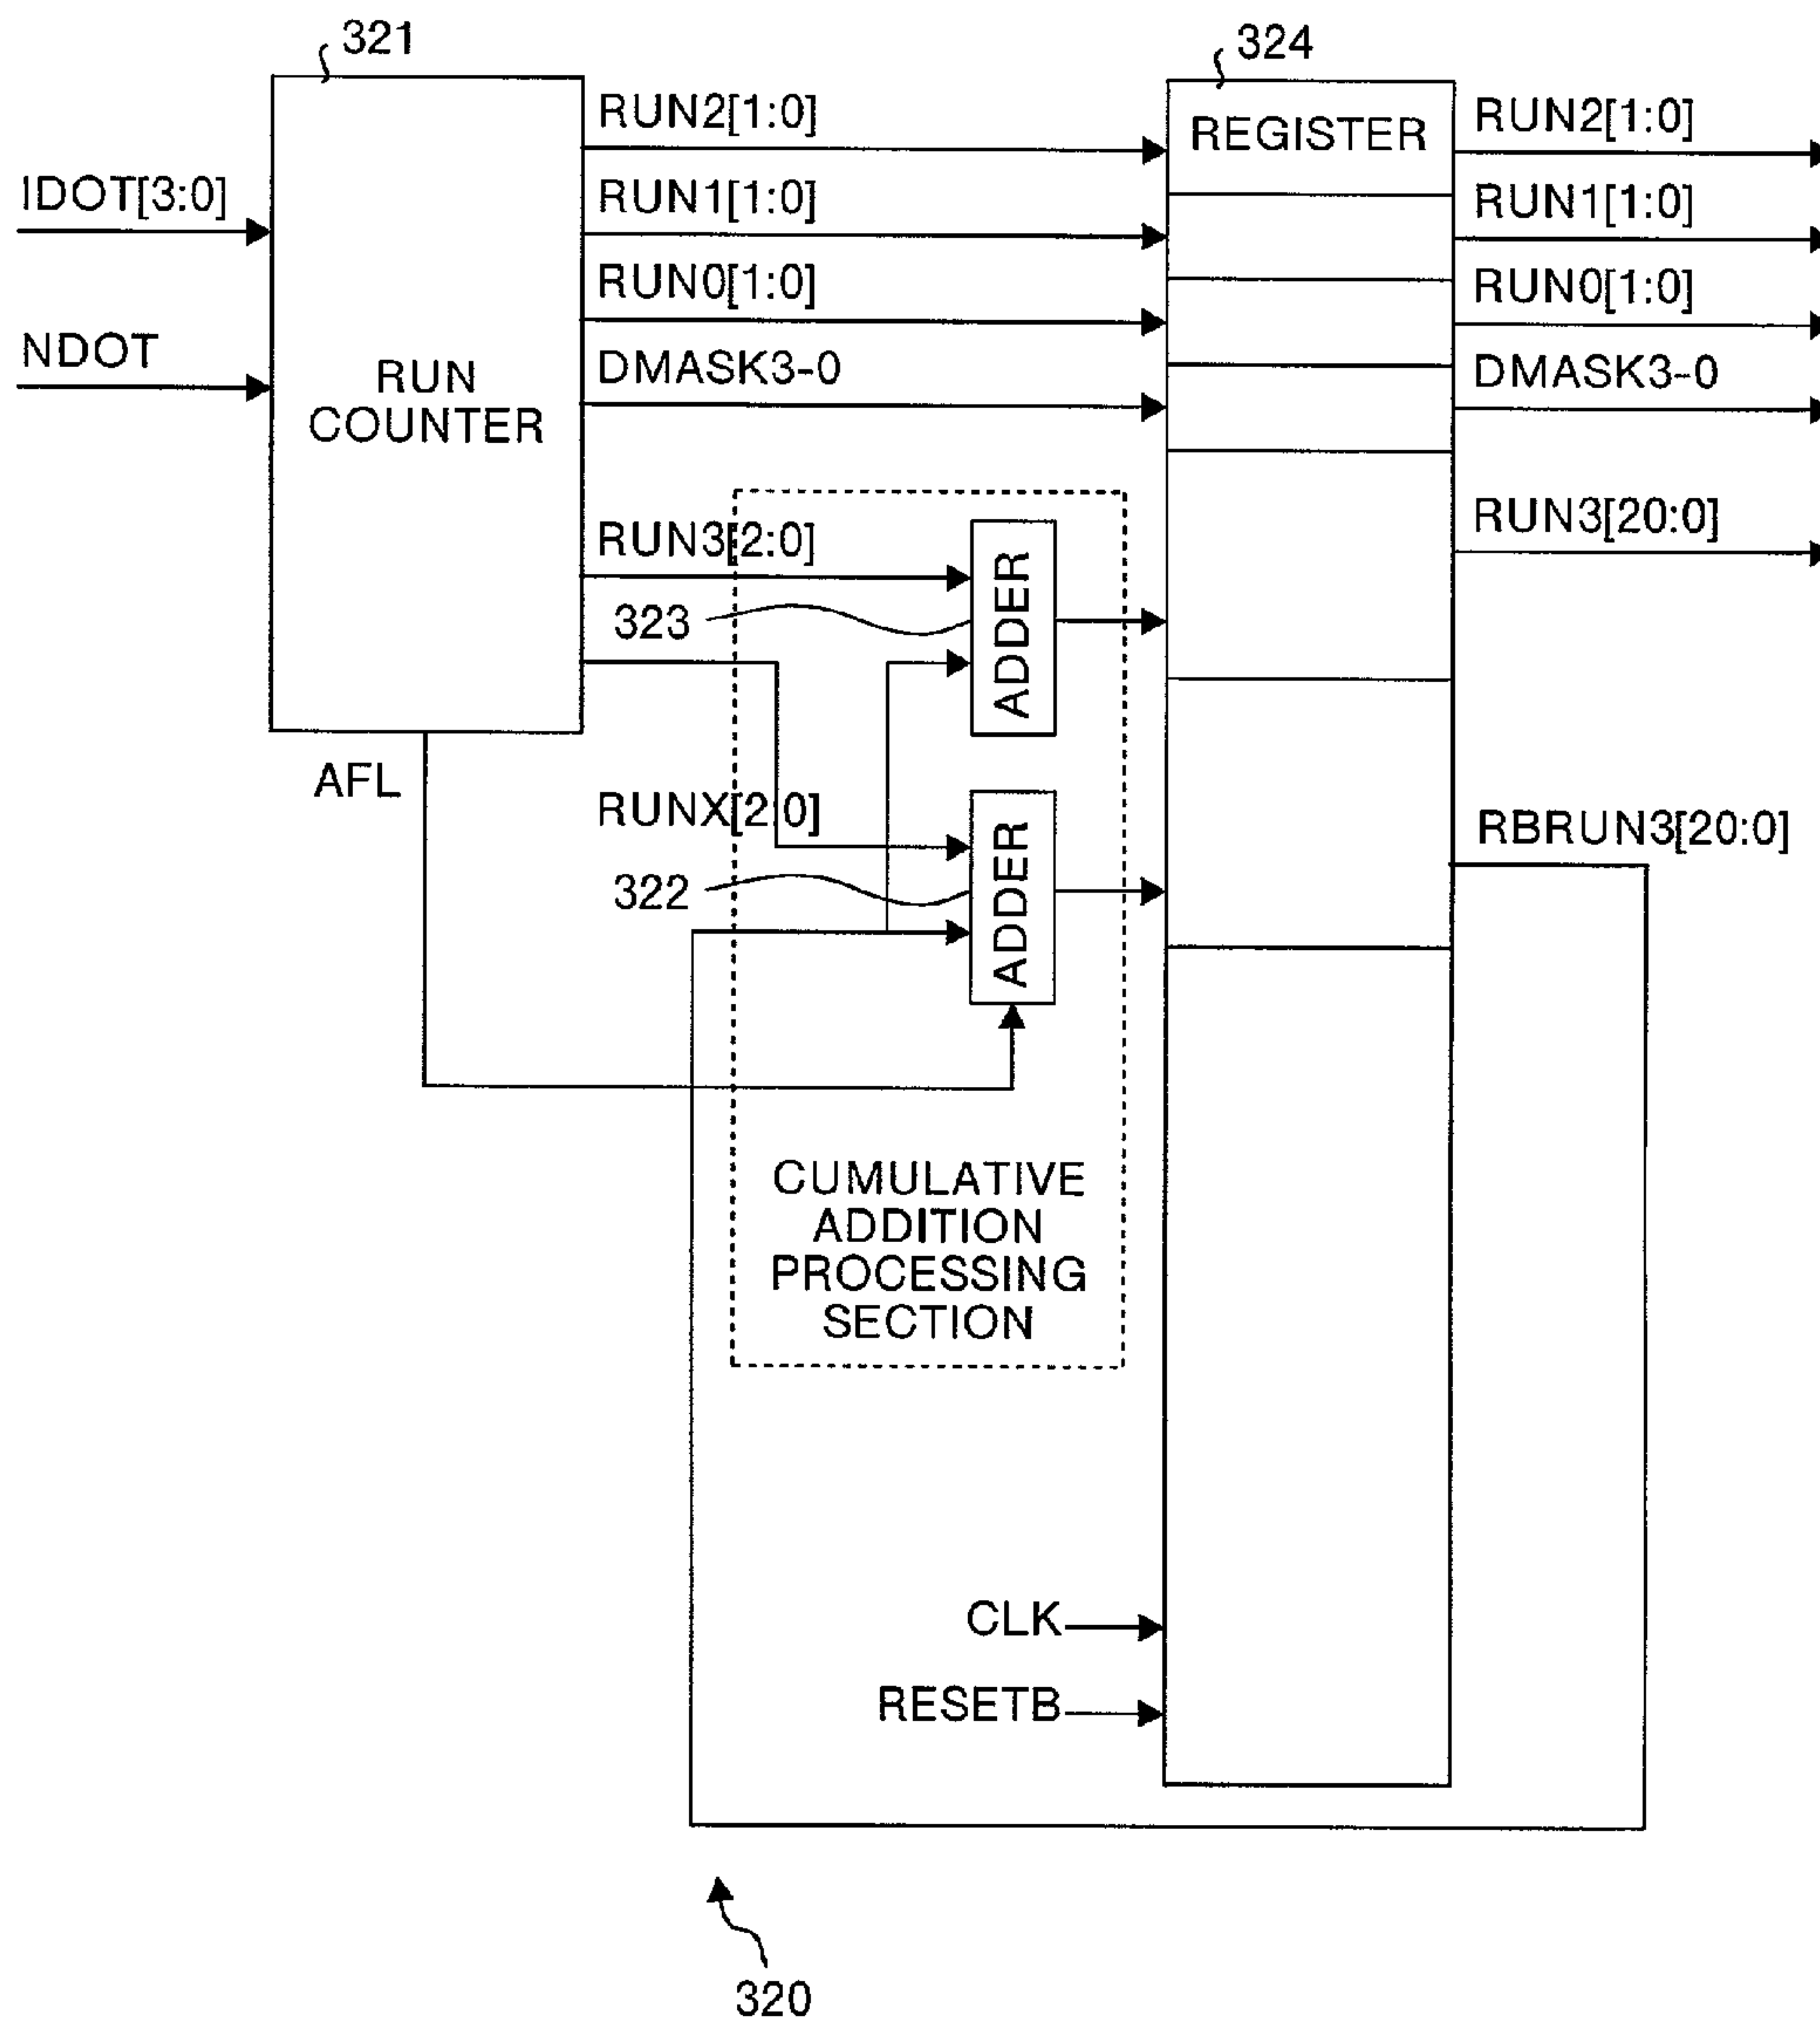 321
324
RUN2[1:0]
REGISTER
RUN2[1:0]
IDOT[3:0]
RUN1[1:0]
RUN1[1:0]
RUN0[1:0]
RUN0[1:0]
NDOT
RUN
COUNTER
DMASK3-0
DMASK3-0
RUN3[2:0]
ADDER
RUN3[20:0]
323
AFL
RUNX[2:0]
ADDER
RBRUN3[20:0]
322
CUMULATIVE
ADDITION
PROCESSING
SECTION
CLK
RESETB
320